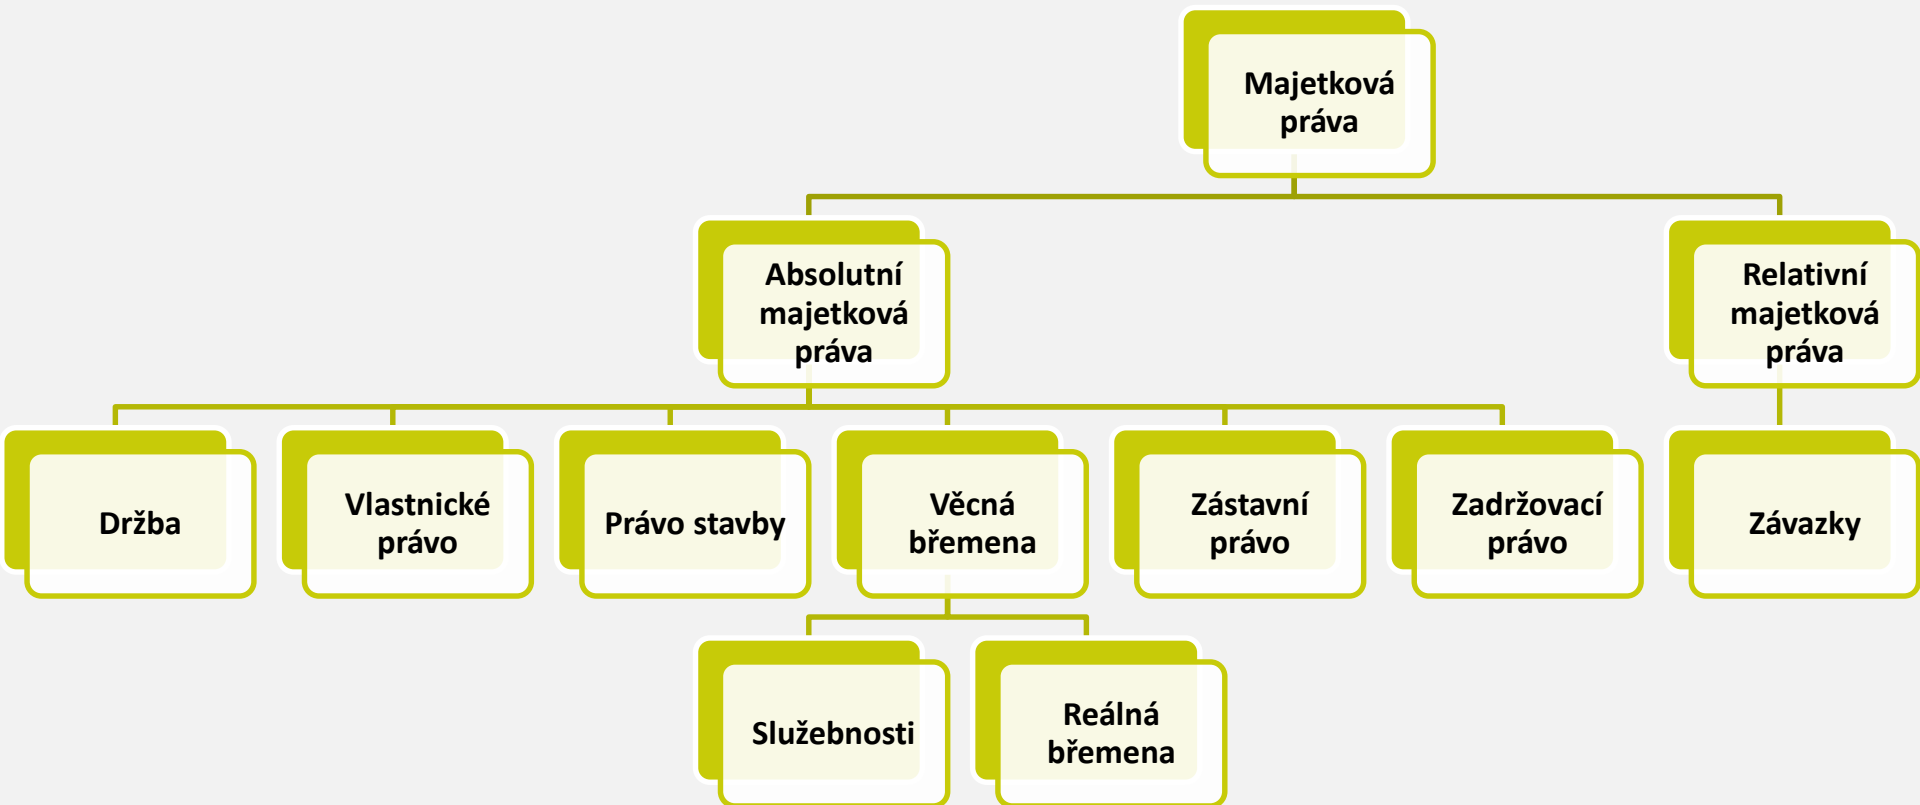 Majetková
práva
Absolutní
majetková
práva
Relativní
majetková
práva
Držba
Vlastnické
právo
Právo stavby
Věcná
břemena
Zástavní
právo
Zadržovací
právo
Závazky
Služebnosti
Reálná
břemena